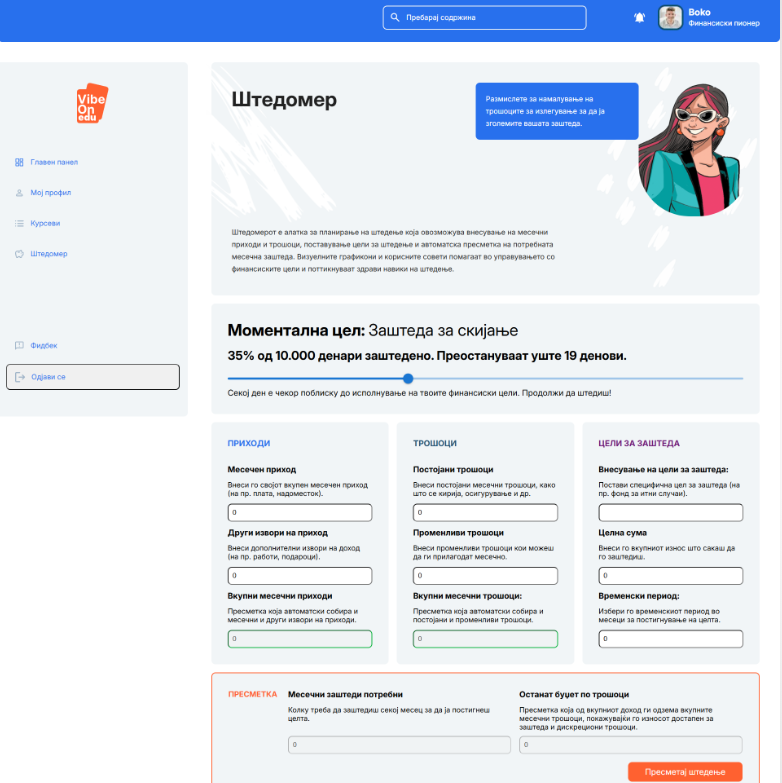 Пребарај содржина
Boko
Финансиски пионер
Vibe
On
edu
Главен панел
Мој профил
Курсеви
Штедомер
Фидбек
Одјави се
Штедомер
Размислете за намалување на
трошоците за излегување за да ја
зголемите вашата заштеда.
Штедомерот е алатка за планирање на штедење која овозможува внесување на месечни
приходи и трошоци, поставување цели за штедење и автоматска пресметка на потребната
месечна заштеда. Визуелните графикони и корисните совети помагаат во управувањето со
финансиските цели и поттикнуваат здрави навики на штедење.
Моментална цел: Заштеда за скијање
35% од 10.000 денари заштедено. Преостануваат уште 19 денови.
Секој ден е чекор поблиску до исполнување на твоите финансиски цели. Продолжи да штедиш!
ПРИХОДИ
Месечен приход
Внеси го својот вкупен месечен приход
(на пр. плата, надоместок).
0
Други извори на приход
Внеси дополнителни извори на доход
(на пр. работи, подароци).
0
Вкупни месечни приходи
Пресметка која автоматски собира и
месечни и други извори на приходи.
0
ТРОШОЦИ
Постојани трошоци
Внеси постојани месечни трошоци, како
што се кирија, осигурување и др.
0
Променливи трошоци
Внеси променливи трошоци кои можеш
да ги прилагодат месечно.
0
Вкупни месечни трошоци:
Пресметка која автоматски собира и
постојани и променливи трошоци.
0
ЦЕЛИ ЗА ЗАШТЕДА
Внесување на цели за заштеда:
Постави специфична цел за заштеда (на
пр. фонд за итни случаи).
Целна сума
Внеси го вкупниот износ што сакаш да
го заштедиш.
0
Временски период:
Избери го временскиот период во
месеци за постигнување на целта.
0
ПРЕСМЕТКА
Месечни заштеди потребни
Колку треба да заштедиш секој месец за да ја постигнеш
целта.
0
Останат буџет по трошоци
Пресметка која од вкупниот доход ги одзема вкупните
месечни трошоци, покажувајќи го износот достапен за
заштеда и дискрециони трошоци.
0
Пресметај штедење